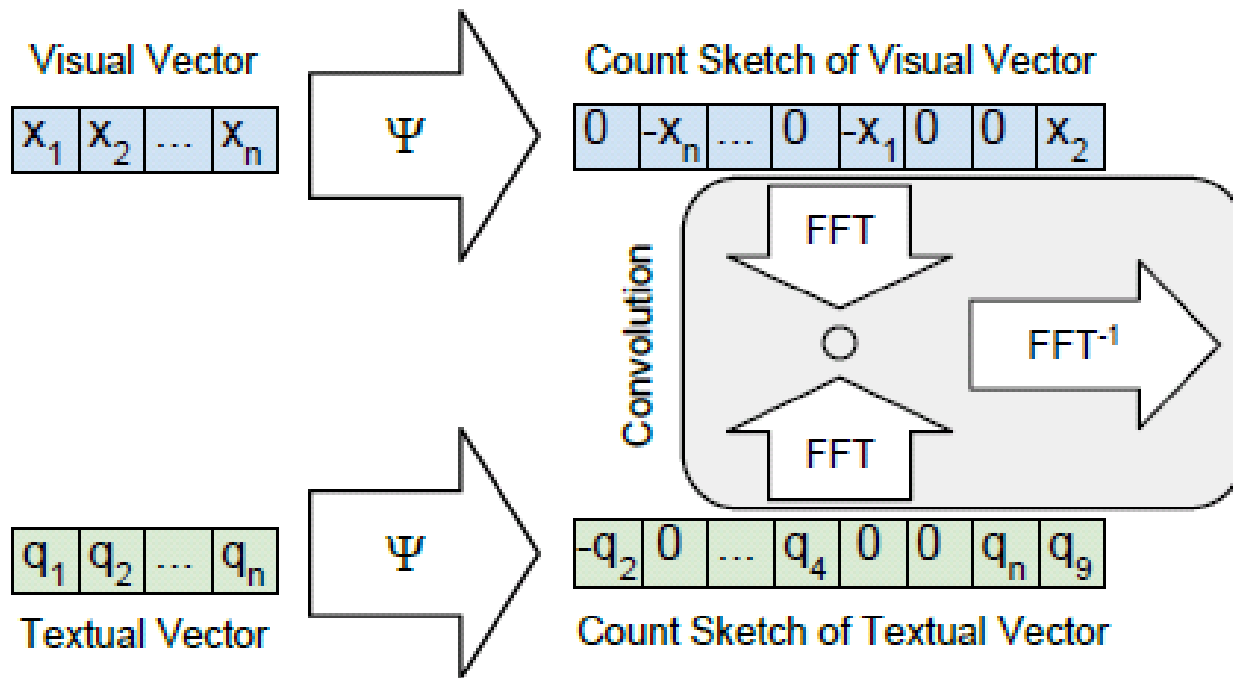 Visual Vector
x₁ x₂ ... xₙ
Ψ
Count Sketch of Visual Vector
0 -xₙ ... 0 -x₁ 0 0 x₂
Convolution
FFT
FFT⁻¹
FFT
q₁ q₂ ... qₙ
Textual Vector
Ψ
-q₂ 0 ... q₄ 0 0 qₙ q₉
Count Sketch of Textual Vector